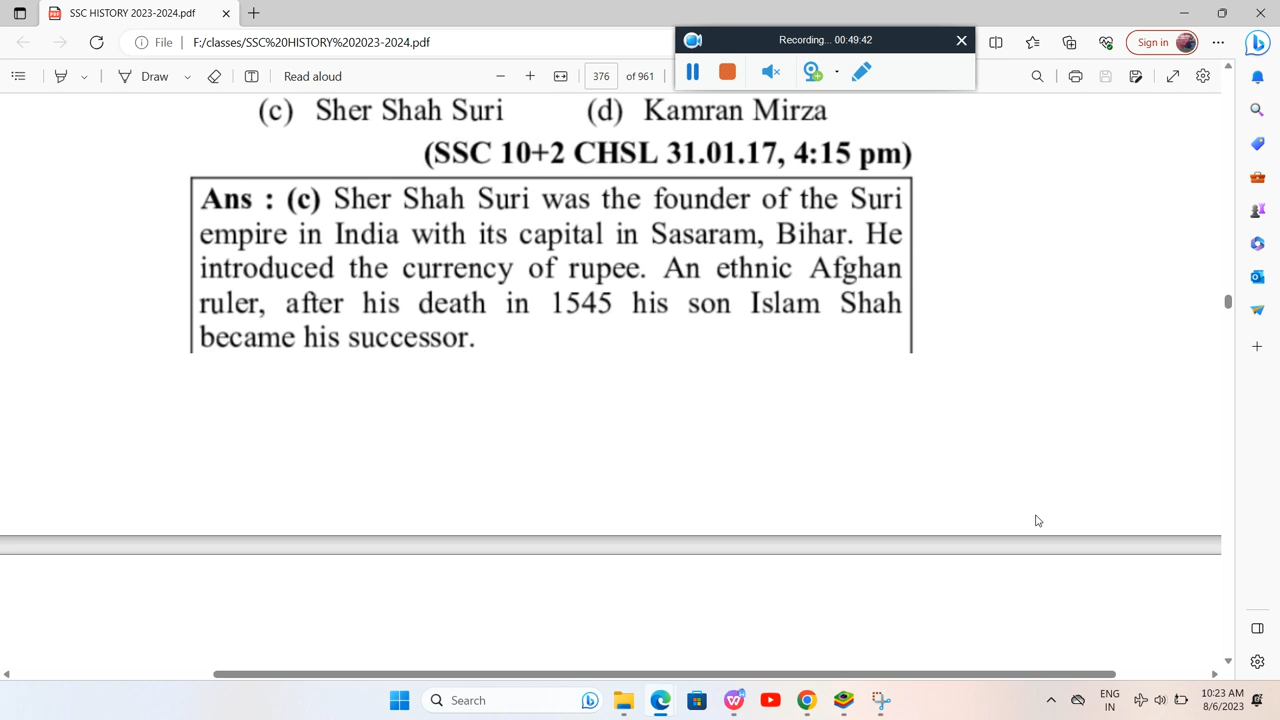 SSC HISTORY 2023-2024.pdf
Recording... 00:49:42
File F:/classes/SSC%20HISTORY%202023-2024.pdf
Sign in
Draw
Read aloud
376 of 961
(c) Sher Shah Suri (d) Kamran Mirza
(SSC 10+2 CHSL 31.01.17, 4:15 pm)
Ans : (c) Sher Shah Suri was the founder of the Suri
empire in India with its capital in Sasaram, Bihar. He
introduced the currency of rupee. An ethnic Afghan
ruler, after his death in 1545 his son Islam Shah
became his successor.
Search
ENG
IN
10:23 AM
8/6/2023